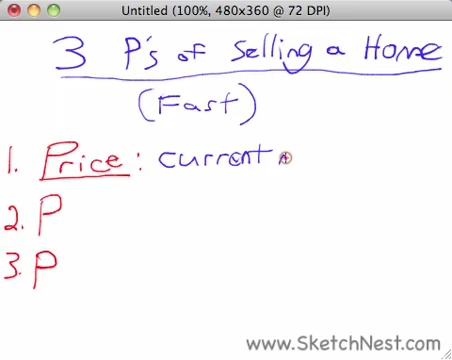 Untitled (100%, 480x360 @ 72 DPI)
3 P's of Selling a Home
(Fast)
1. Price: current
2. P
3. P
www.SketchNest.com